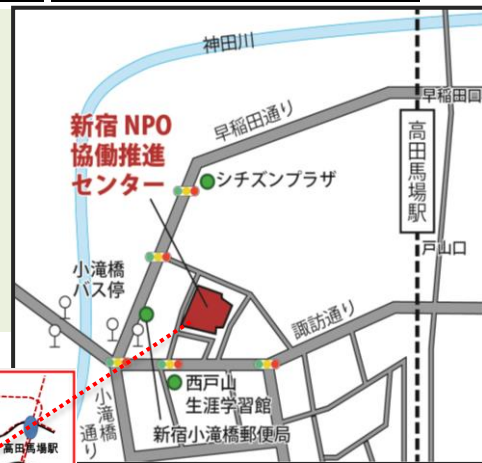 神田川
早稲田口
早稲田通り
新宿 NPO
協働推進
センター
高田馬場駅
シチズンプラザ
戸山口
小滝橋
バス停
諏訪通り
西戸山
生涯学習館
小滝橋通り
新宿小滝橋郵便局
高田馬場駅